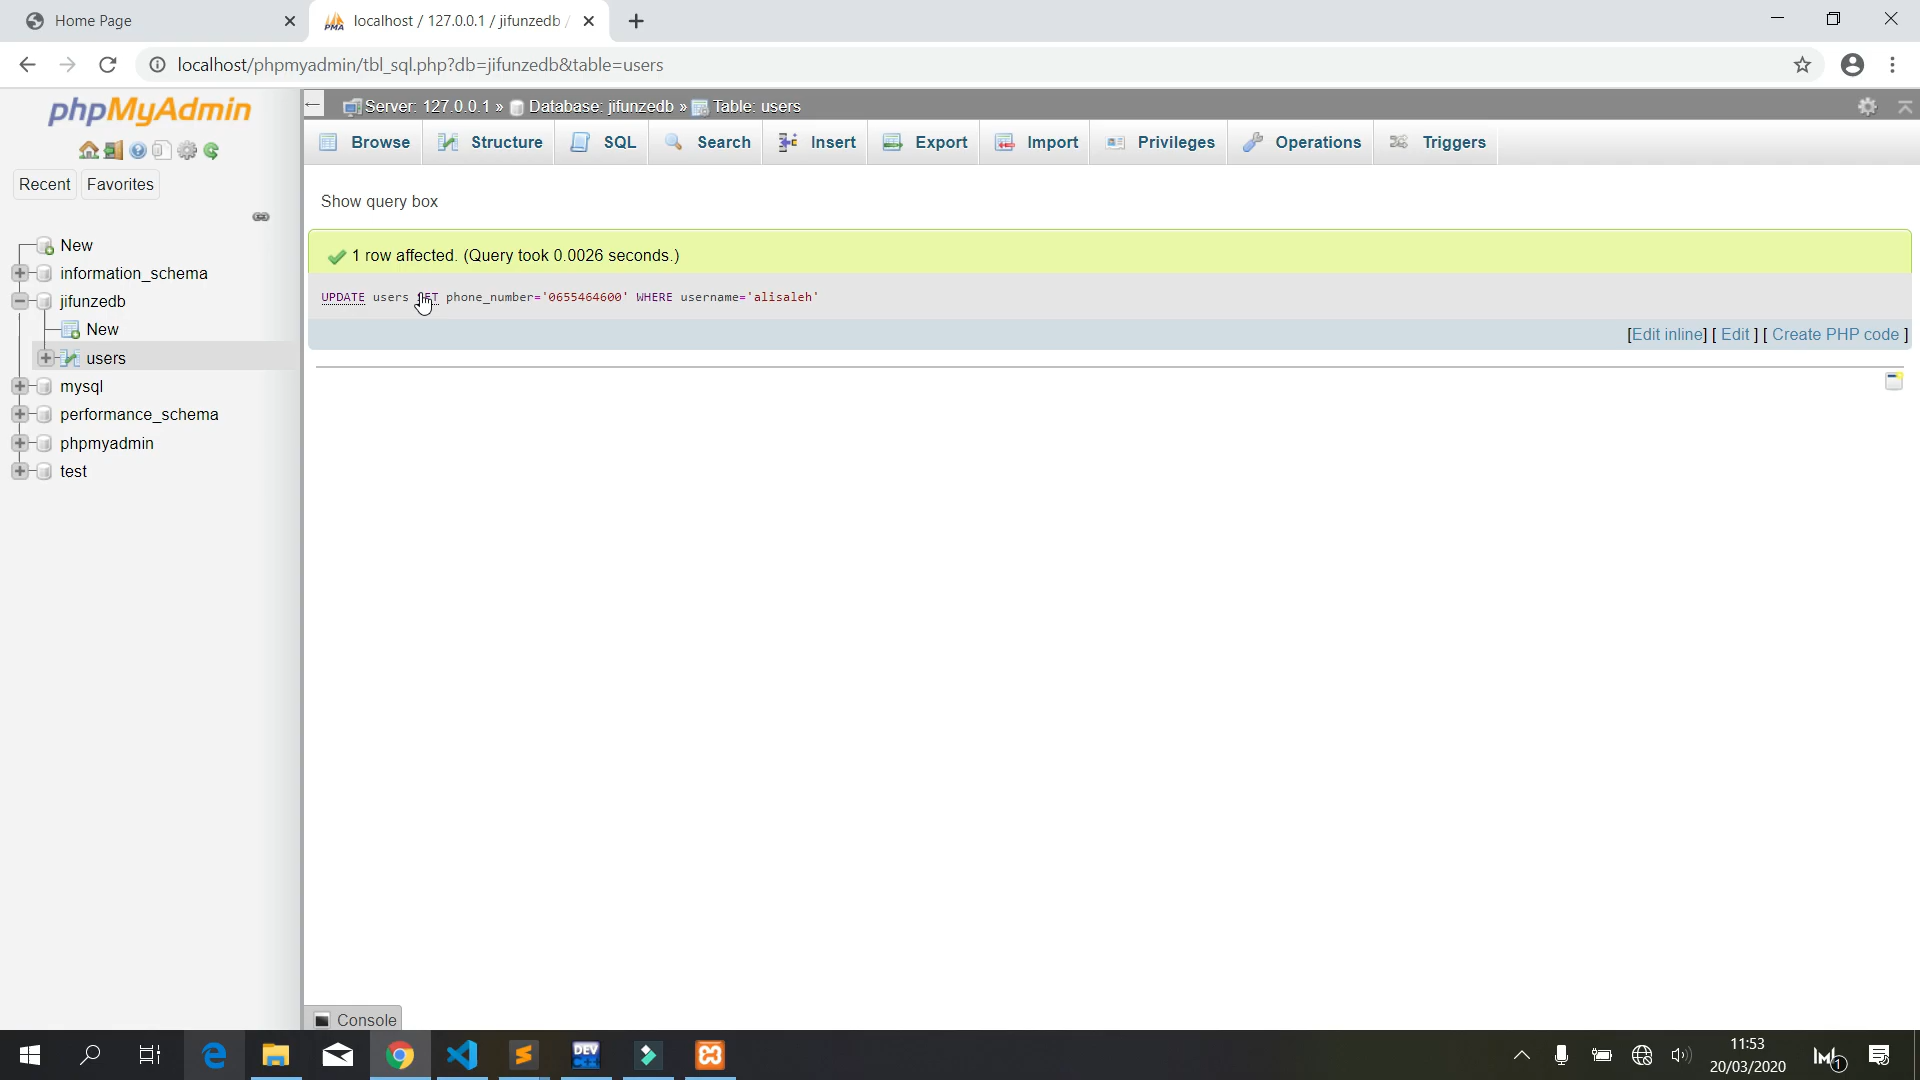 Home Page
localhost / 127.0.0.1 / jifunzedb /
localhost/phpmyadmin/tbl_sql.php?db=jifunzedb&table=users
phpMyAdmin
Server: 127.0.0.1 » Database: jifunzedb » Table: users
Browse Structure SQL Search Insert Export Import Privileges Operations Triggers
Recent Favorites
Show query box
New
information_schema
jifunzedb
New
users
mysql
performance_schema
phpmyadmin
test
1 row affected. (Query took 0.0026 seconds.)
UPDATE users SET phone_number='0655464600' WHERE username='alisaleh'
[Edit inline] [ Edit ] [ Create PHP code ]
Console
DEV
11:53
20/03/2020
1